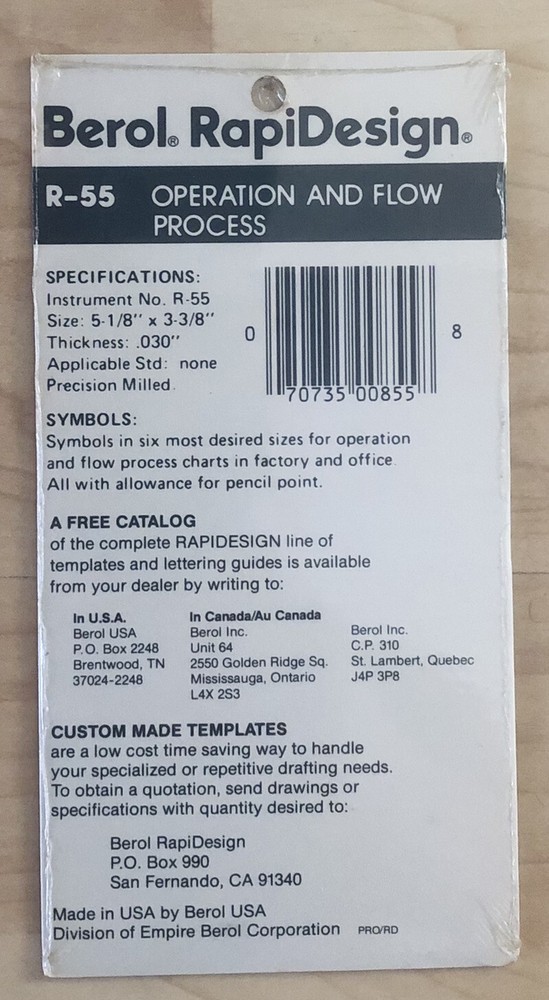 Berol® RapiDesign®
R-55 OPERATION AND FLOW
PROCESS
SPECIFICATIONS:
Instrument No. R-55
Size: 5-1/8" x 3-3/8"
Thickness: .030"
Applicable Std: none
Precision Milled.
0 70735 00855 8
SYMBOLS:
Symbols in six most desired sizes for operation
and flow process charts in factory and office.
All with allowance for pencil point.
A FREE CATALOG
of the complete RAPIDESIGN line of
templates and lettering guides is available
from your dealer by writing to:
In U.S.A.
Berol USA
P.O. Box 2248
Brentwood, TN
37024-2248
In Canada/Au Canada
Berol Inc.
Unit 64
2550 Golden Ridge Sq.
Mississauga, Ontario
L4X 2S3
Berol Inc.
C.P. 310
St. Lambert, Quebec
J4P 3P8
CUSTOM MADE TEMPLATES
are a low cost time saving way to handle
your specialized or repetitive drafting needs.
To obtain a quotation, send drawings or
specifications with quantity desired to:
Berol RapiDesign
P.O. Box 990
San Fernando, CA 91340
Made in USA by Berol USA
Division of Empire Berol Corporation PRO/RD